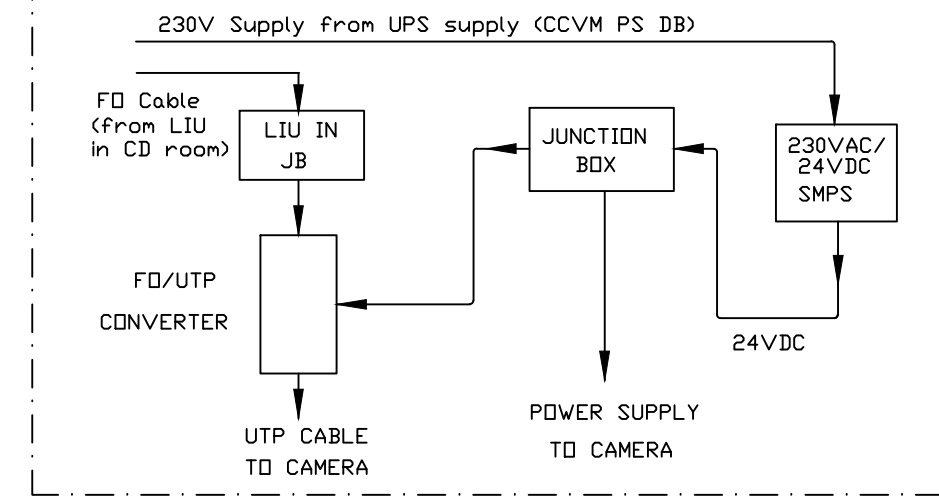 230V Supply from UPS supply (CCVM PS DB)
FO Cable
(from LIU
in CD room)
LIU IN
JB
JUNCTION
BOX
230VAC/
24VDC
SMPS
FO/UTP
CONVERTER
24VDC
POWER SUPPLY
TO CAMERA
UTP CABLE
TO CAMERA